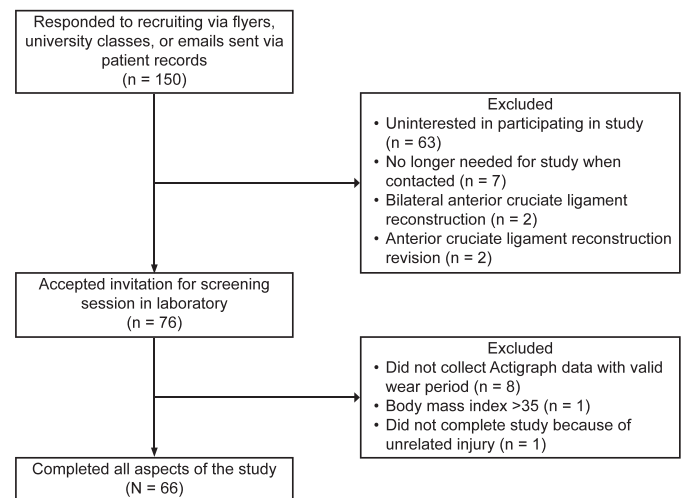 Responded to recruiting via flyers,
university classes, or emails sent via
patient records
(n = 150)
Excluded
• Uninterested in participating in study
(n = 63)
• No longer needed for study when
contacted (n = 7)
• Bilateral anterior cruciate ligament
reconstruction (n = 2)
• Anterior cruciate ligament reconstruction
revision (n = 2)
Accepted invitation for screening
session in laboratory
(n = 76)
Excluded
• Did not collect Actigraph data with valid
wear period (n = 8)
• Body mass index >35 (n = 1)
• Did not complete study because of
unrelated injury (n = 1)
Completed all aspects of the study
(N = 66)